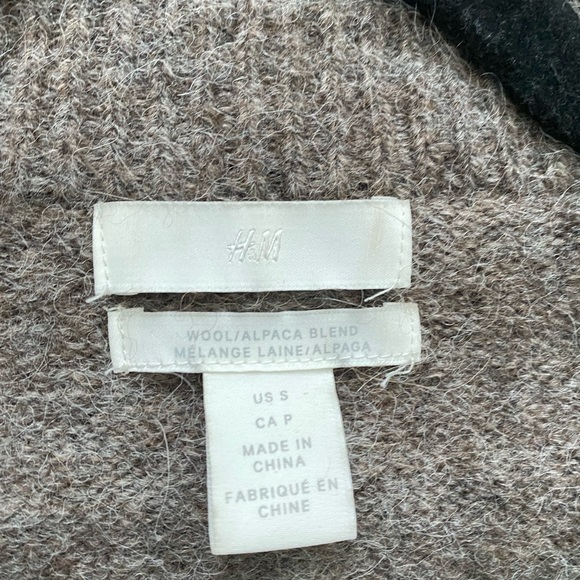 H&M
WOOL/ALPACA BLEND
MÉLANGE LAINE/ALPAGA
US S
CA P
MADE IN
CHINA
FABRIQUÉ EN
CHINE